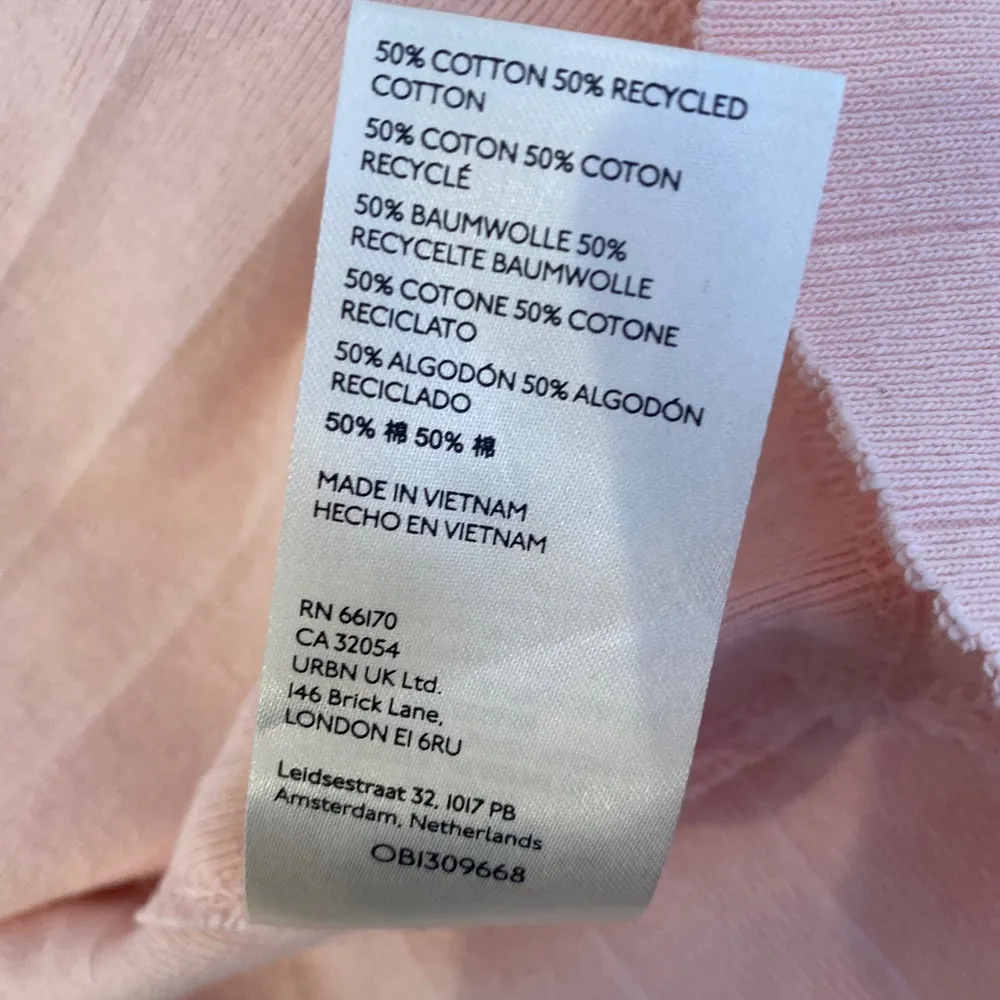 50% COTTON 50% RECYCLED
COTTON
50% COTON 50% COTON
RECYCLÉ
50% BAUMWOLLE 50%
RECYCELTE BAUMWOLLE
50% COTONE 50% COTONE
RECICLATO
50% ALGODÓN 50% ALGODÓN
RECICLADO
50% 棉 50% 棉
MADE IN VIETNAM
HECHO EN VIETNAM
RN 66170
CA 32054
URBN UK Ltd.
146 Brick Lane,
LONDON E1 6RU
Leidsestraat 32, 1017 PB
Amsterdam, Netherlands
OB1309668